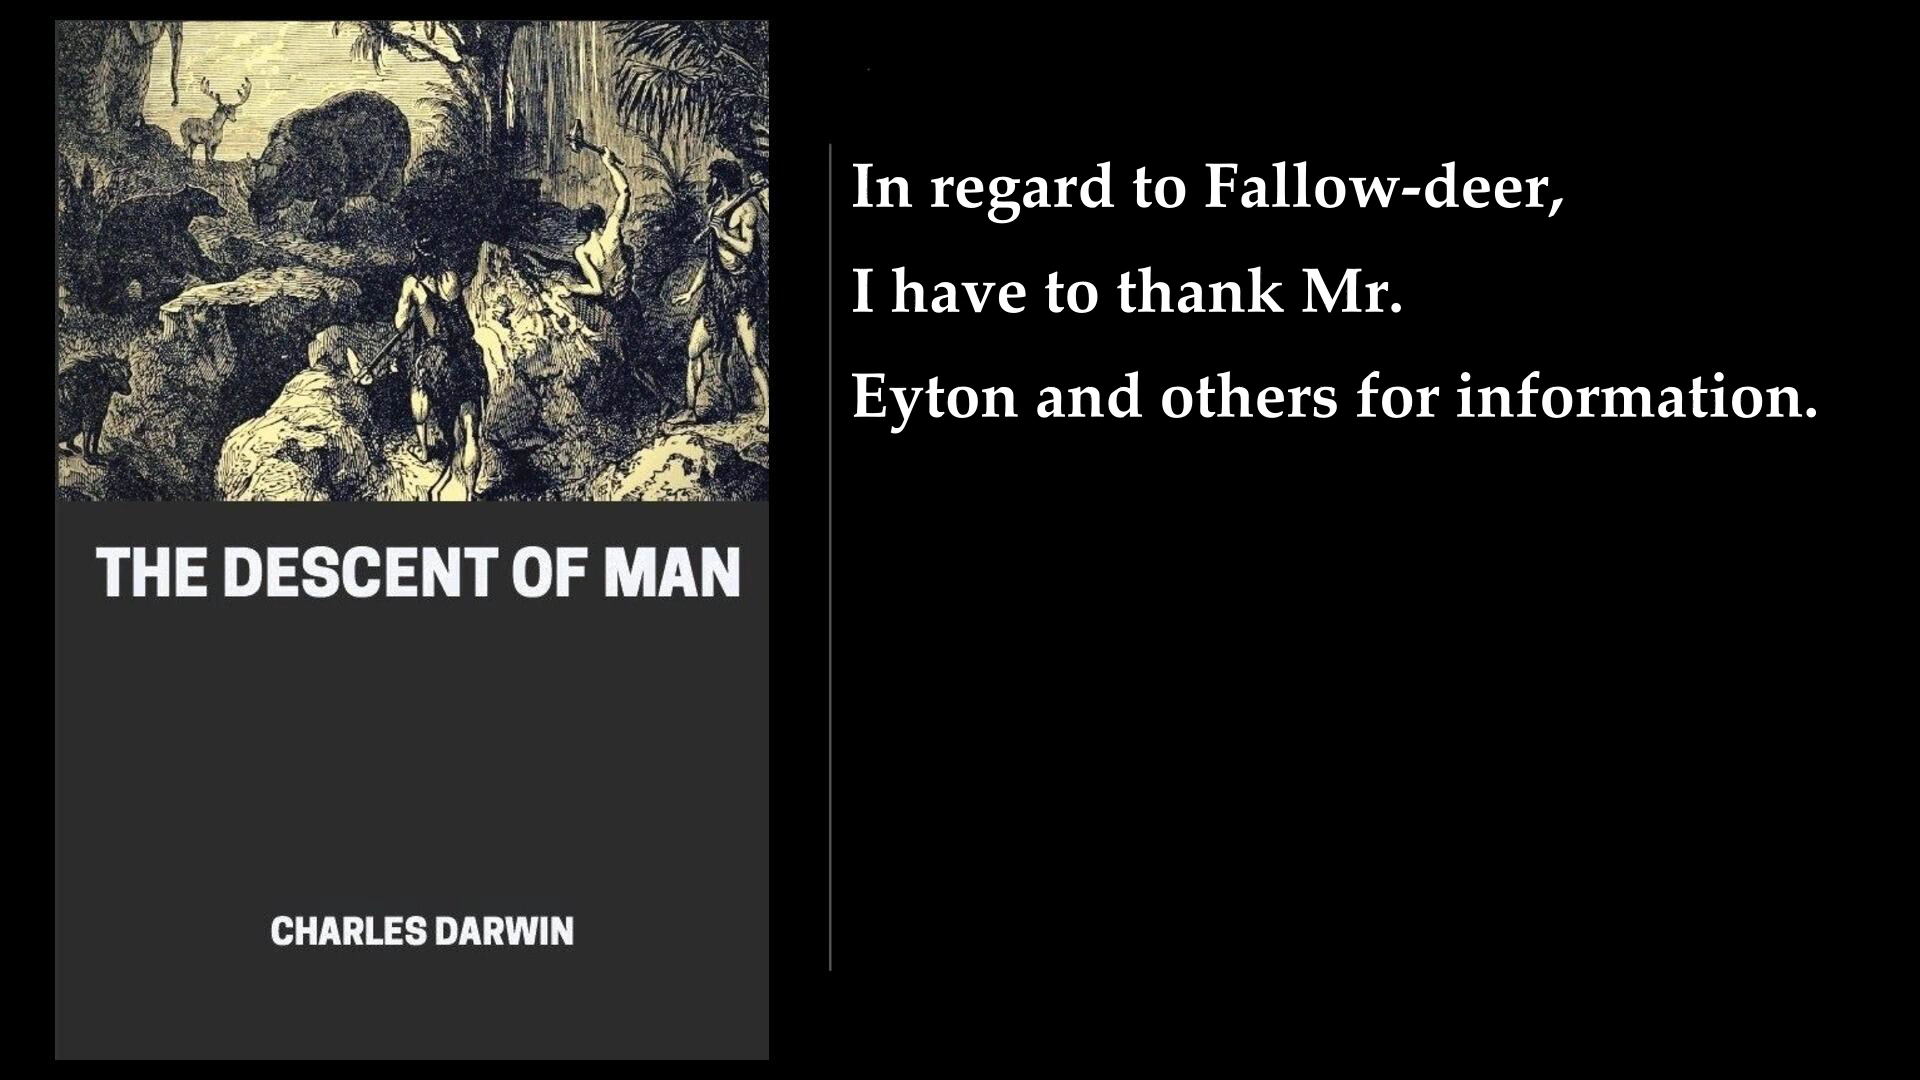 THE DESCENT OF MAN
CHARLES DARWIN
In regard to Fallow-deer,
I have to thank Mr.
Eyton and others for information.